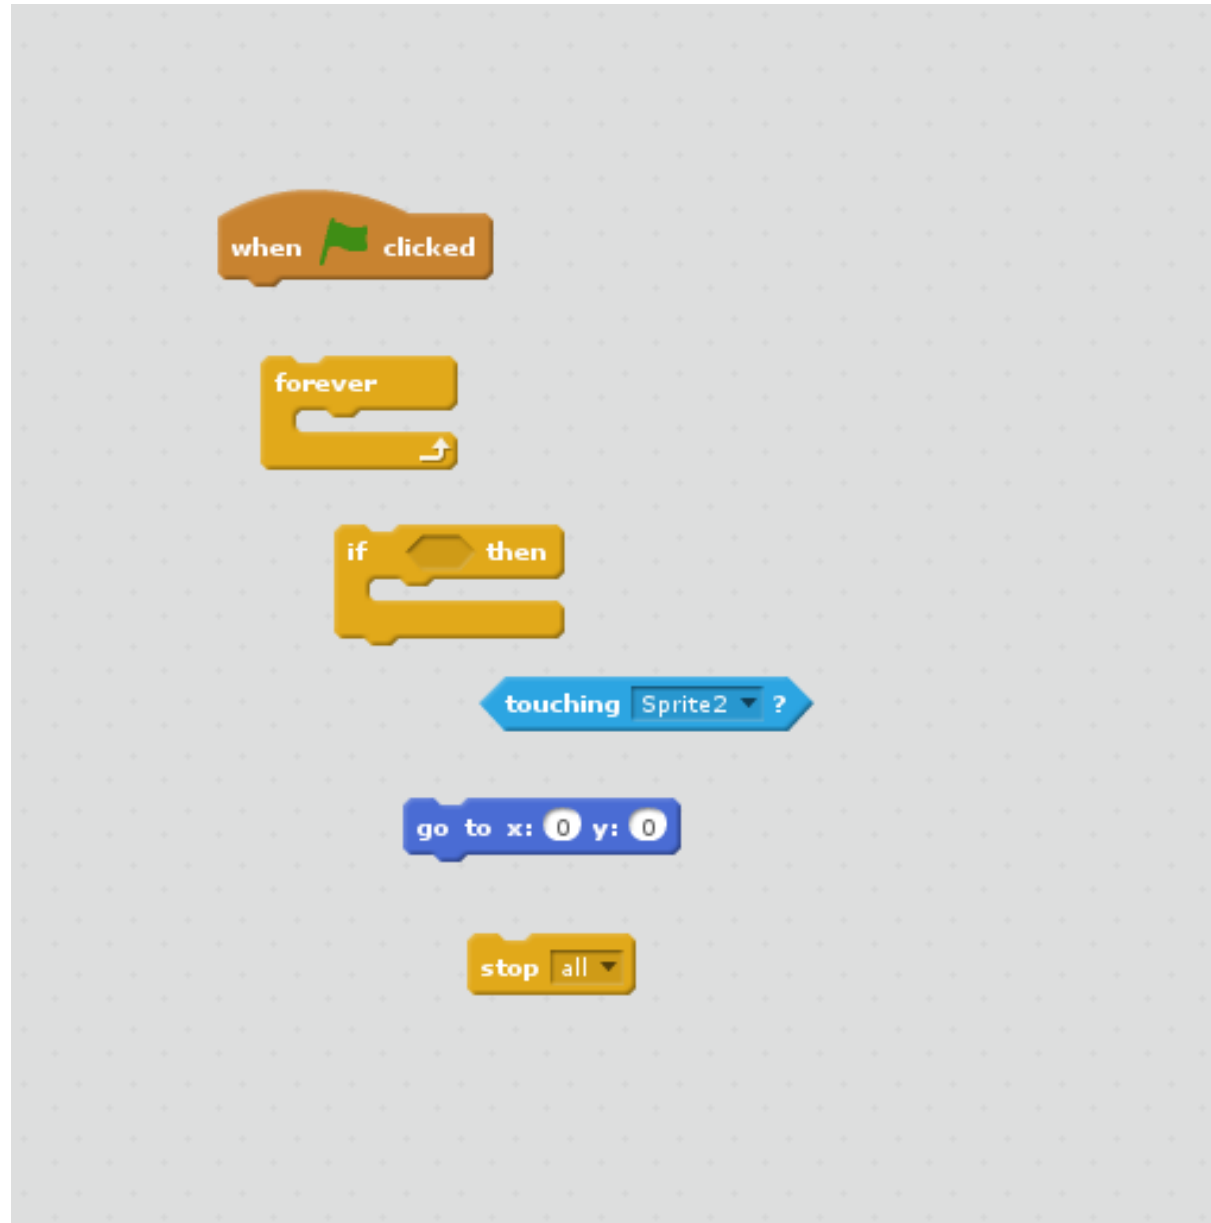 when clicked
forever
if then
touching Sprite2 ?
go to x: 0 y: 0
stop all